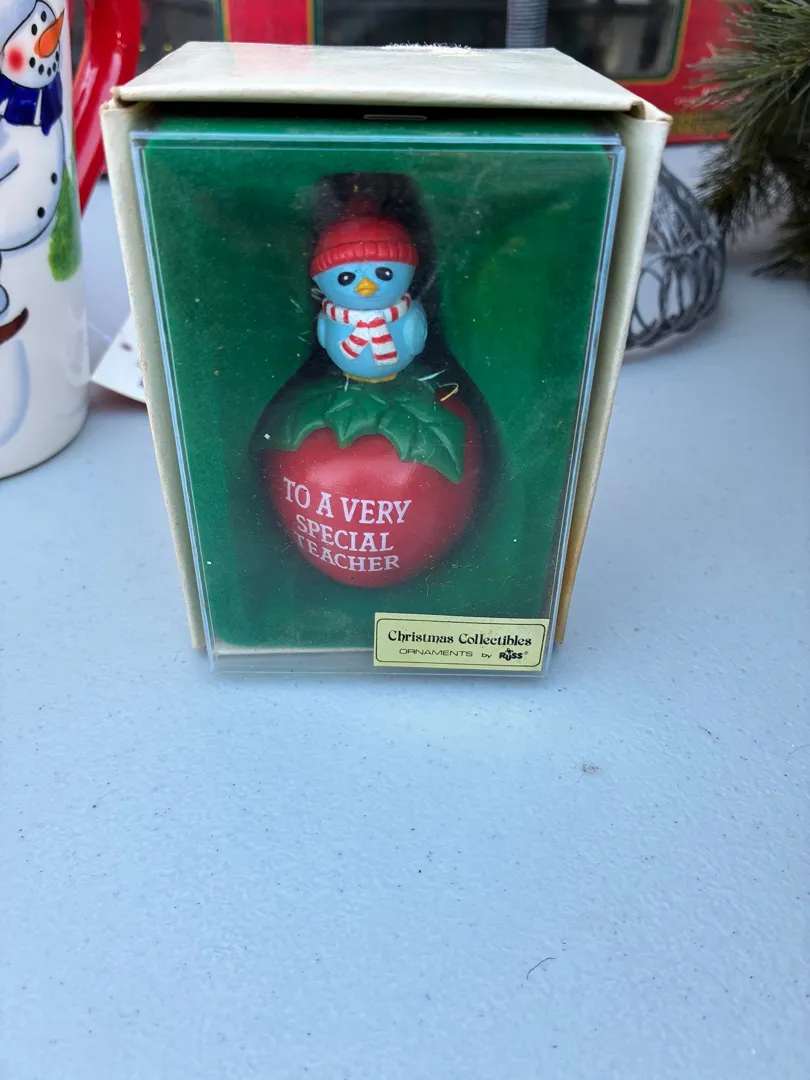 TO A VERY
SPECIAL
TEACHER
Christmas Collectibles
ORNAMENTS by RUSS®